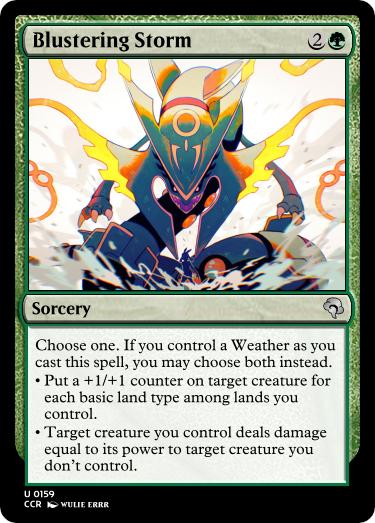 Blustering Storm 2
Sorcery
Choose one. If you control a Weather as you
cast this spell, you may choose both instead.
• Put a +1/+1 counter on target creature for
each basic land type among lands you
control.
• Target creature you control deals damage
equal to its power to target creature you
don't control.
U 0159
CCR WULIE ERRR